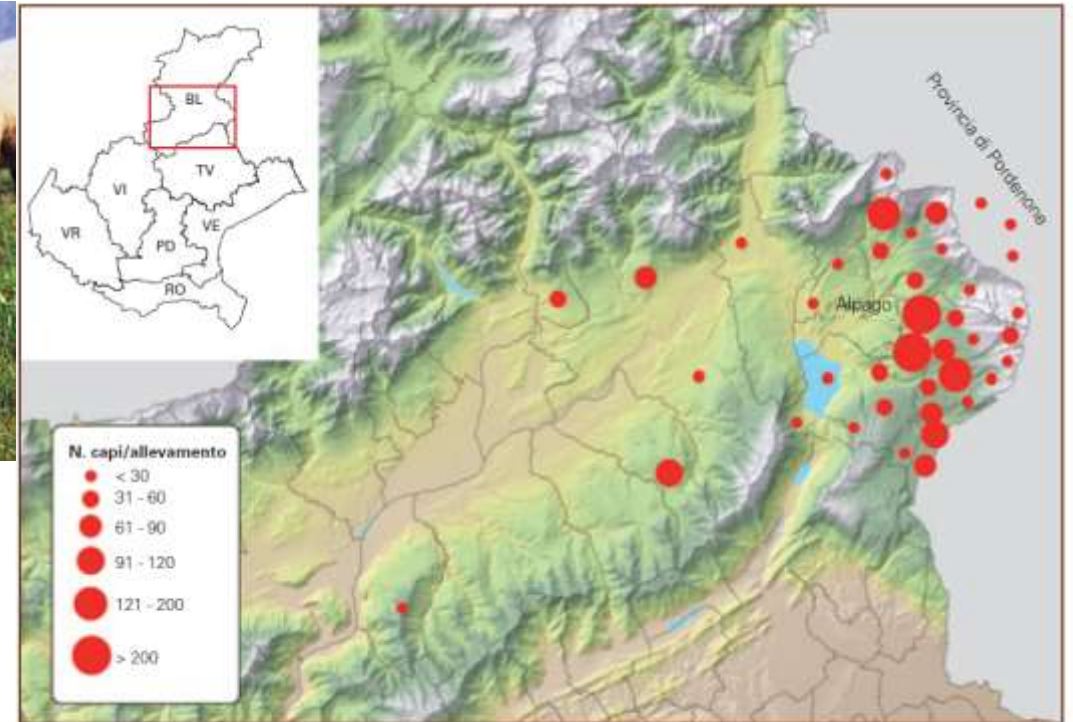 BL
TV
VI
VE
VR
PD
RO
Provincia di Pordenone
Alpago
N. capi/allevamento
< 30
31 - 60
61 - 90
91 - 120
121 - 200
> 200